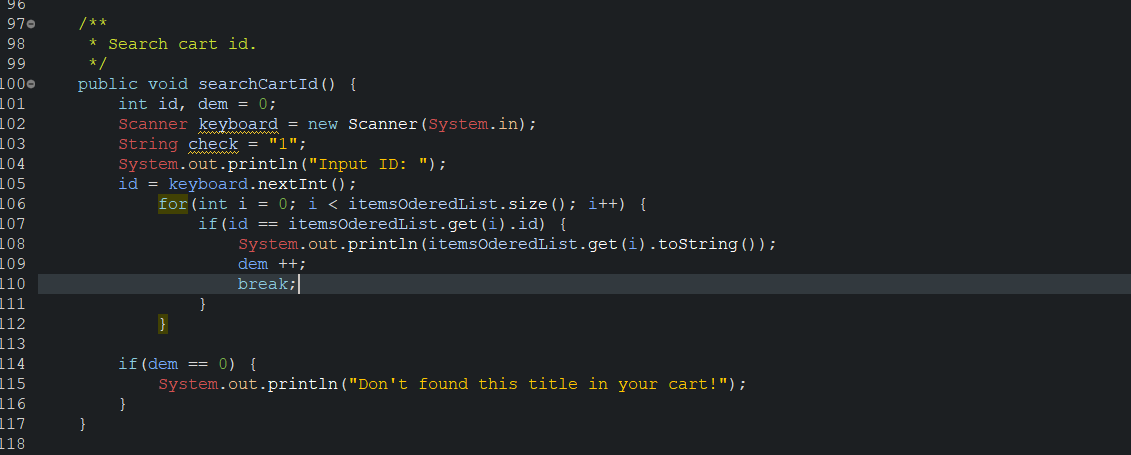 96
97 /**
98 * Search cart id.
99 */
100 public void searchCartId() {
101 int id, dem = 0;
102 Scanner keyboard = new Scanner(System.in);
103 String check = "1";
104 System.out.println("Input ID: ");
105 id = keyboard.nextInt();
106 for(int i = 0; i < itemsOderedList.size(); i++) {
107 if(id == itemsOderedList.get(i).id) {
108 System.out.println(itemsOderedList.get(i).toString());
109 dem ++;
110 break;
111 }
112 }
113
114 if(dem == 0) {
115 System.out.println("Don't found this title in your cart!");
116 }
117 }
118